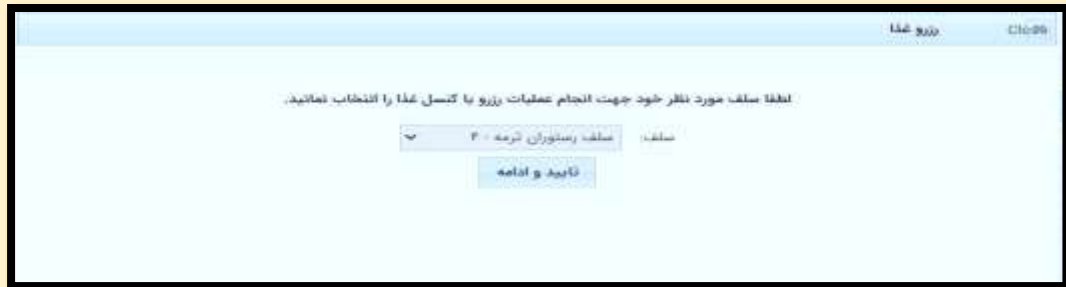 رزرو غذا
لطفا سلف مورد نظر خود جهت انجام عملیات رزرو یا کنسل غذا را انتخاب نمائید.
سلف: سلف رستوران ترمه - ۳
تایید و ادامه